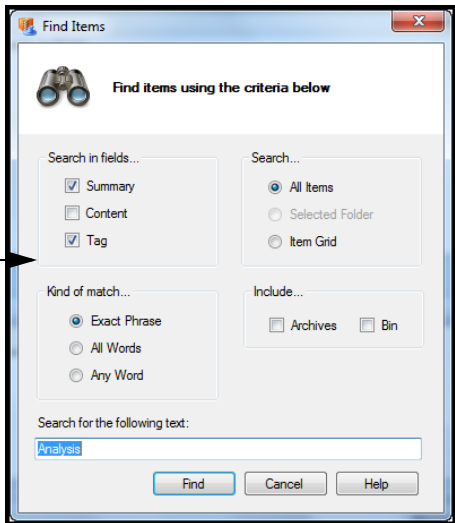 Find Items
Find items using the criteria below
Search in fields...
Summary
Content
Tag
Search...
All Items
Selected Folder
Item Grid
Kind of match...
Exact Phrase
All Words
Any Word
Include...
Archives Bin
Search for the following text:
Analysis
Find Cancel Help